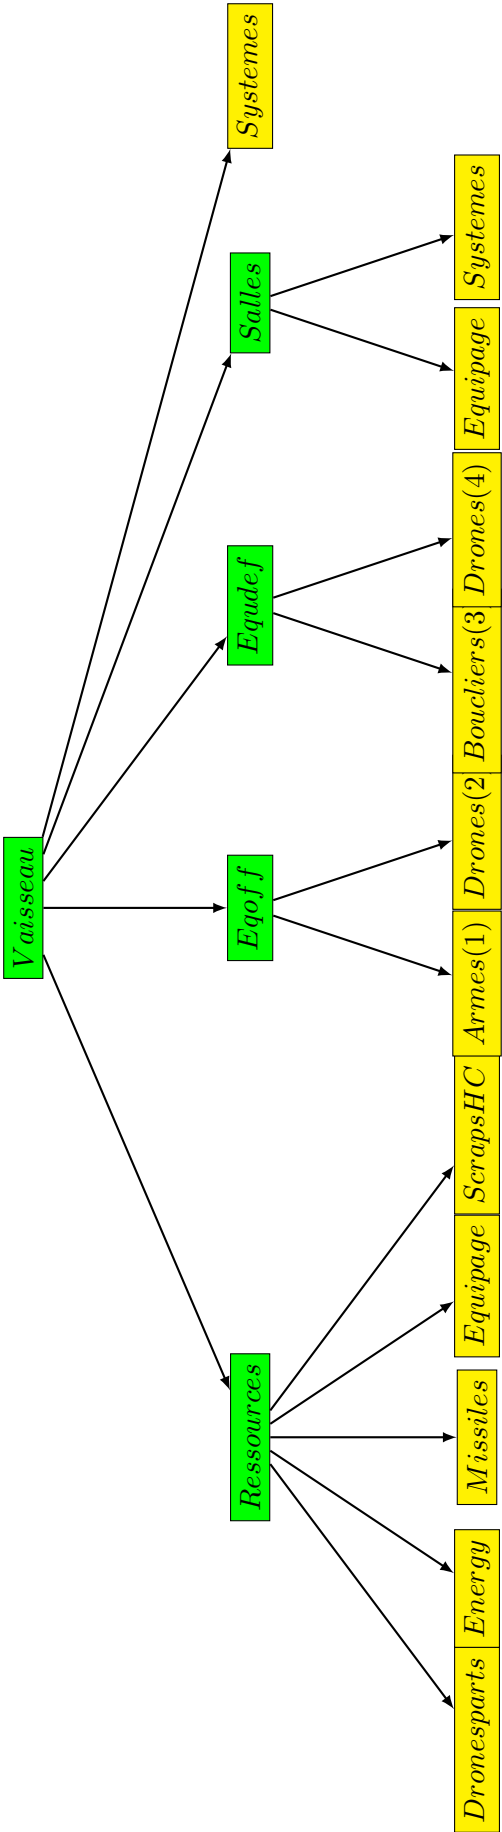 Vaisseau
Ressources
Eqoff
Equdef
Salles
Systemes
Dronesparts
Energy
Missiles
Equipage
ScrapsHC
Armes(1)
Drones(2
Boucliers(3
Drones(4)
Equipage
Systemes